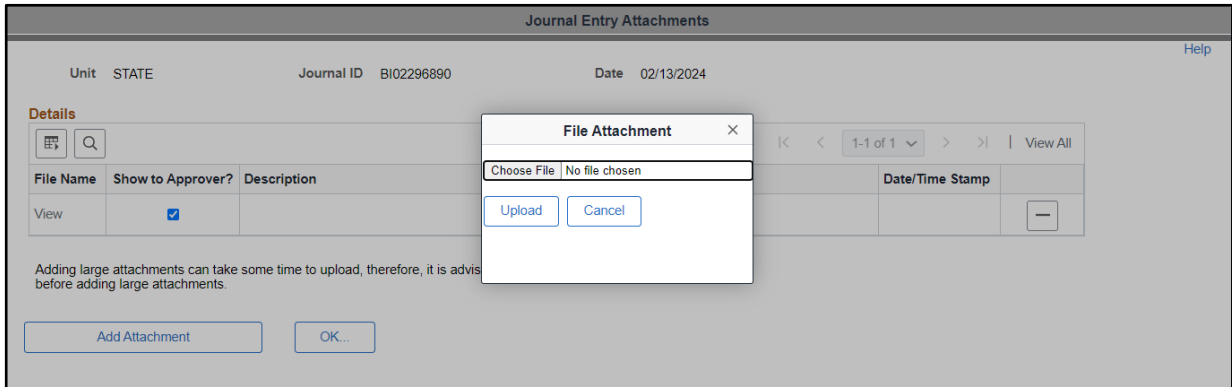 Journal Entry Attachments
Help
Unit STATE Journal ID BI02296890 Date 02/13/2024
Details
File Attachment
1-1 of 1 | View All
File Name Show to Approver? Description Date/Time Stamp
Choose File No file chosen
View
Upload Cancel
Adding large attachments can take some time to upload, therefore, it is advis
before adding large attachments.
Add Attachment OK...